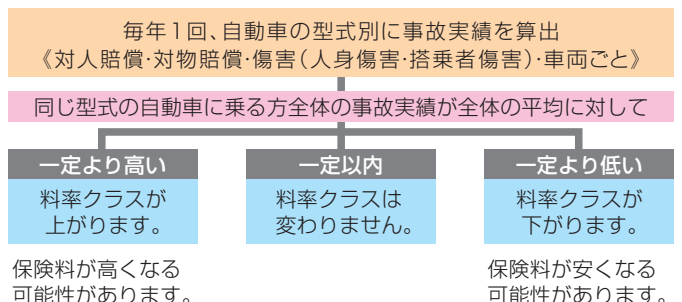 毎年1回、自動車の型式別に事故実績を算出
《対人賠償・対物賠償・傷害(人身傷害・搭乗者傷害)・車両ごと》
同じ型式の自動車に乗る方全体の事故実績が全体の平均に対して
一定より高い
料率クラスが
上がります。
保険料が高くなる
可能性があります。
一定以内
料率クラスは
変わりません。
一定より低い
料率クラスが
下がります。
保険料が安くなる
可能性があります。